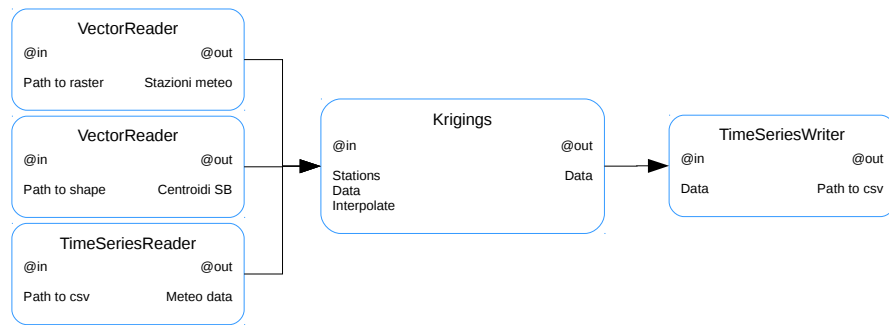 VectorReader
@in @out
Path to raster Stazioni meteo
VectorReader
@in @out
Path to shape Centroidi SB
TimeSeriesReader
@in @out
Path to csv Meteo data
Krigings
@in @out
Stations Data
Data
Interpolate
TimeSeriesWriter
@in @out
Data Path to csv